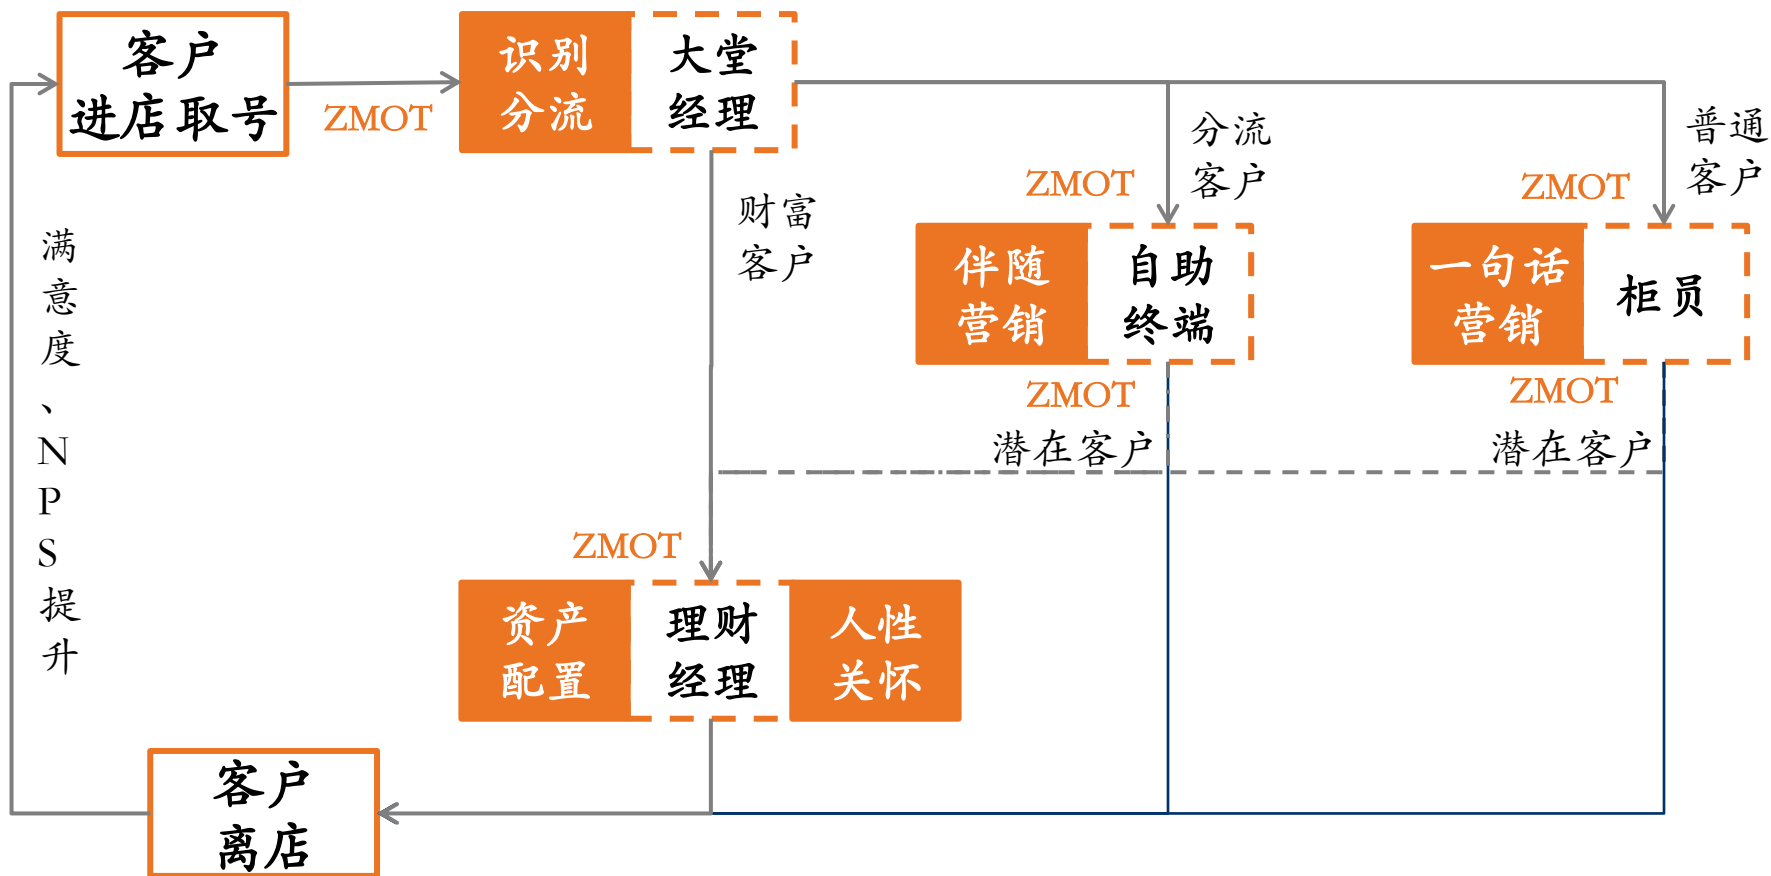 客户
进店取号
ZMOT
识别
分流
大堂
经理
财富
客户
ZMOT
分流
客户
ZMOT
普通
客户
伴随
营销
自助
终端
一句话
营销
柜员
ZMOT
潜在客户
ZMOT
潜在客户
满意度、NPS提升
ZMOT
资产
配置
理财
经理
人性
关怀
客户
离店